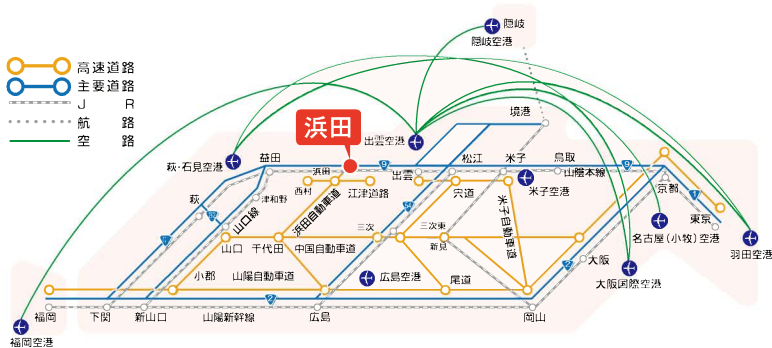 高速道路
主要道路
JR
航路
空路
隠岐
隠岐空港
境港
浜田
出雲空港
萩・石見空港
益田
浜田
出雲
松江
米子
鳥取
9
9
山陰本線
西村
江津道路
宍道
米子空港
京都
1
東京
萩
津和野
山口線
浜田自動車道
54
米子自動車道
名古屋(小牧)空港
羽田空港
山口
千代田
中国自動車道
三次
三次東
新見
大阪
大阪国際空港
小郡
山陽自動車道
広島空港
尾道
2
2
福岡
下関
新山口
山陽新幹線
広島
岡山
福岡空港